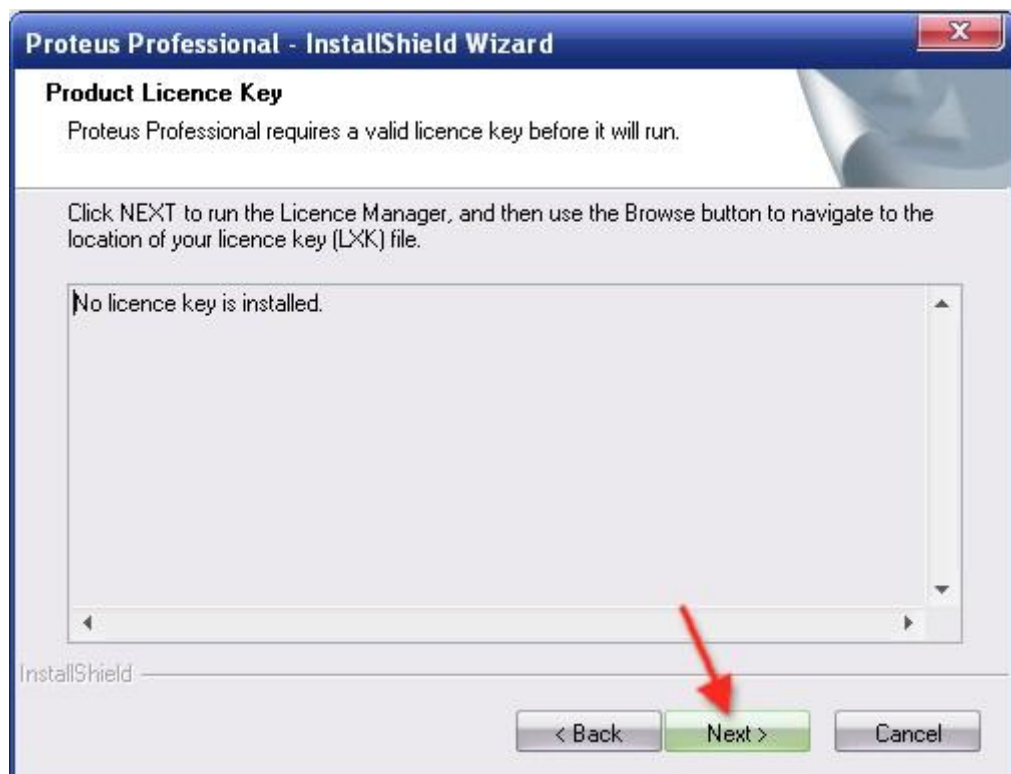 Proteus Professional - InstallShield Wizard
Product Licence Key
Proteus Professional requires a valid licence key before it will run.
Click NEXT to run the Licence Manager, and then use the Browse button to navigate to the
location of your licence key (LXK) file.
No licence key is installed.
InstallShield
< Back Next > Cancel